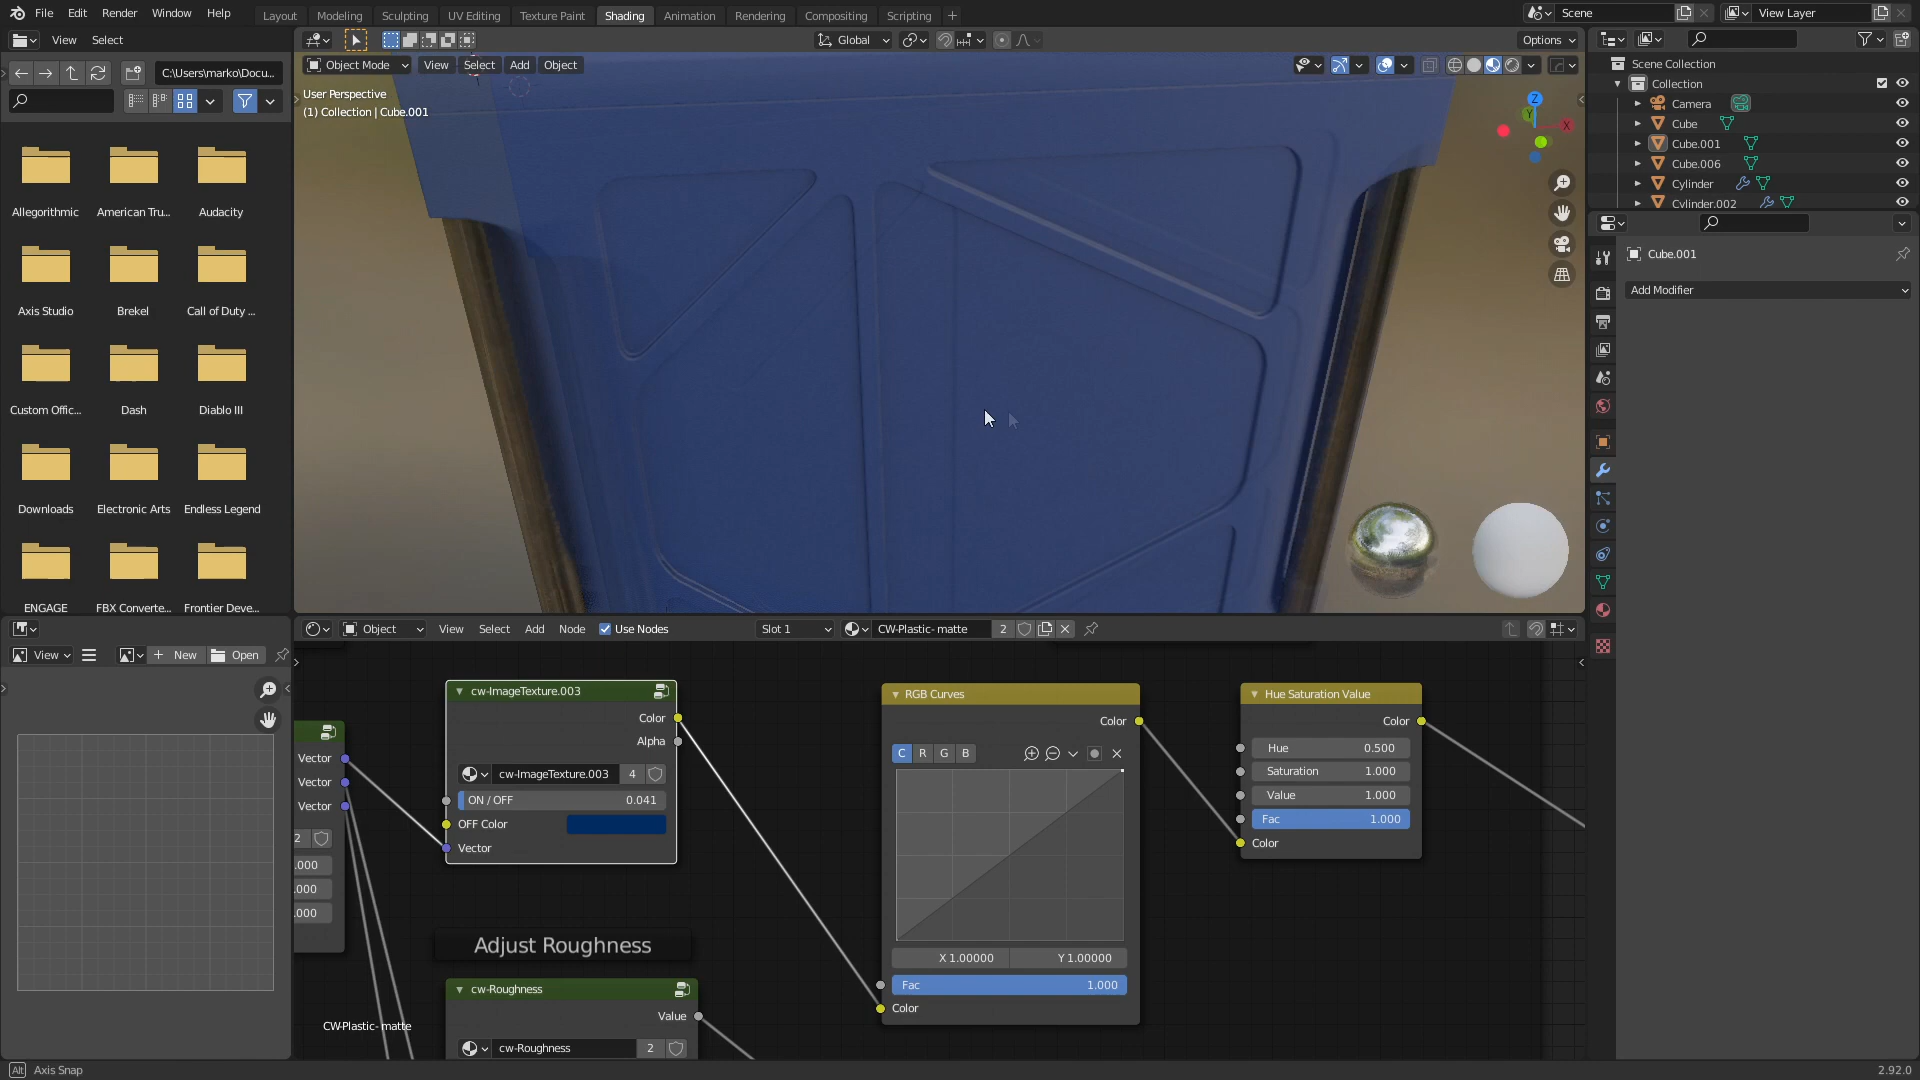 File Edit Render Window Help
Layout Modeling Sculpting UV Editing Texture Paint Shading Animation Rendering Compositing Scripting +
Scene
View Layer
View Select
C:\Users\marko\Docu...
Allegorithmic American Tru... Audacity
Axis Studio Brekel Call of Duty ...
Custom Offic... Dash Diablo III
Downloads Electronic Arts Endless Legend
ENGAGE FBX Converte... Frontier Deve...
Global
Options
Object Mode View Select Add Object
User Perspective
(1) Collection | Cube.001
Z
Y
X
Scene Collection
Collection
Camera
Cube
Cube.001
Cube.006
Cylinder
Cylinder.002
Cube.001
Add Modifier
View
New
Open
Object View Select Add Node Use Nodes
Slot 1
CW-Plastic- matte 2
Vector
Vector
Vector
2
.000
.000
.000
cw-ImageTexture.003
Color
Alpha
cw-ImageTexture.003 4
ON / OFF 0.041
OFF Color
Vector
Adjust Roughness
cw-Roughness
Value
cw-Roughness 2
CW-Plastic- matte
RGB Curves
Color
C R G B
X 1.00000 Y 1.00000
Fac 1.000
Color
Hue Saturation Value
Color
Hue 0.500
Saturation 1.000
Value 1.000
Fac 1.000
Color
Alt Axis Snap
2.92.0